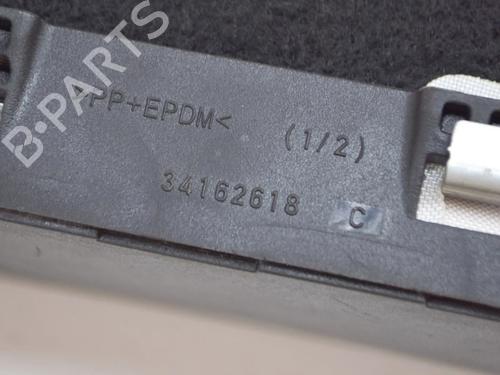 B-PARTS
>PP+EPDM<
(1/2)
34162618
C